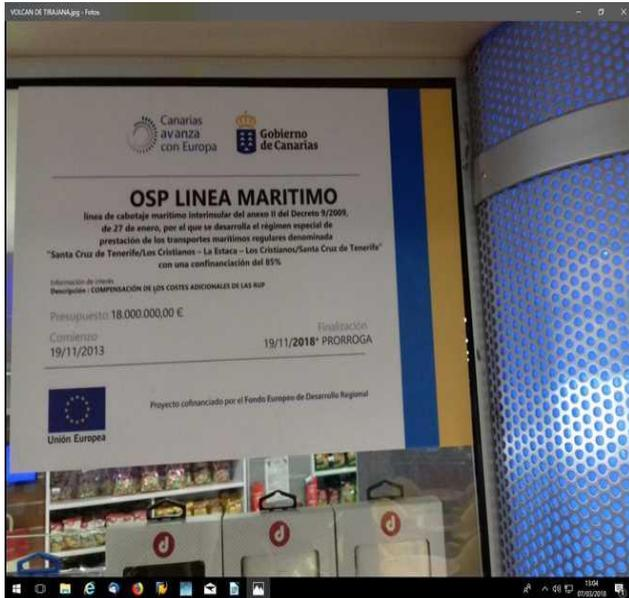 VOLCAN DE TIRAJANA.jpg - Fotos
Canarias
avanza
con Europa
Gobierno
de Canarias
OSP LINEA MARITIMO
línea de cabotaje marítimo interinsular del anexo II del Decreto 9/2009,
de 27 de enero, por el que se desarrolla el régimen especial de
prestación de los transportes marítimos regulares denominada
"Santa Cruz de Tenerife/Los Cristianos – La Estaca – Los Cristianos/Santa Cruz de Tenerife"
con una confinanciación del 85%
Información de interés
Descripción : COMPENSACIÓN DE LOS COSTES ADICIONALES DE LAS RUP
Presupuesto 18.000.000,00 €
Comienzo
19/11/2013
Finalización
19/11/2018* PRORROGA
Unión Europea
Proyecto cofinanciado por el Fondo Europeo de Desarrollo Regional
13:04
07/03/2018